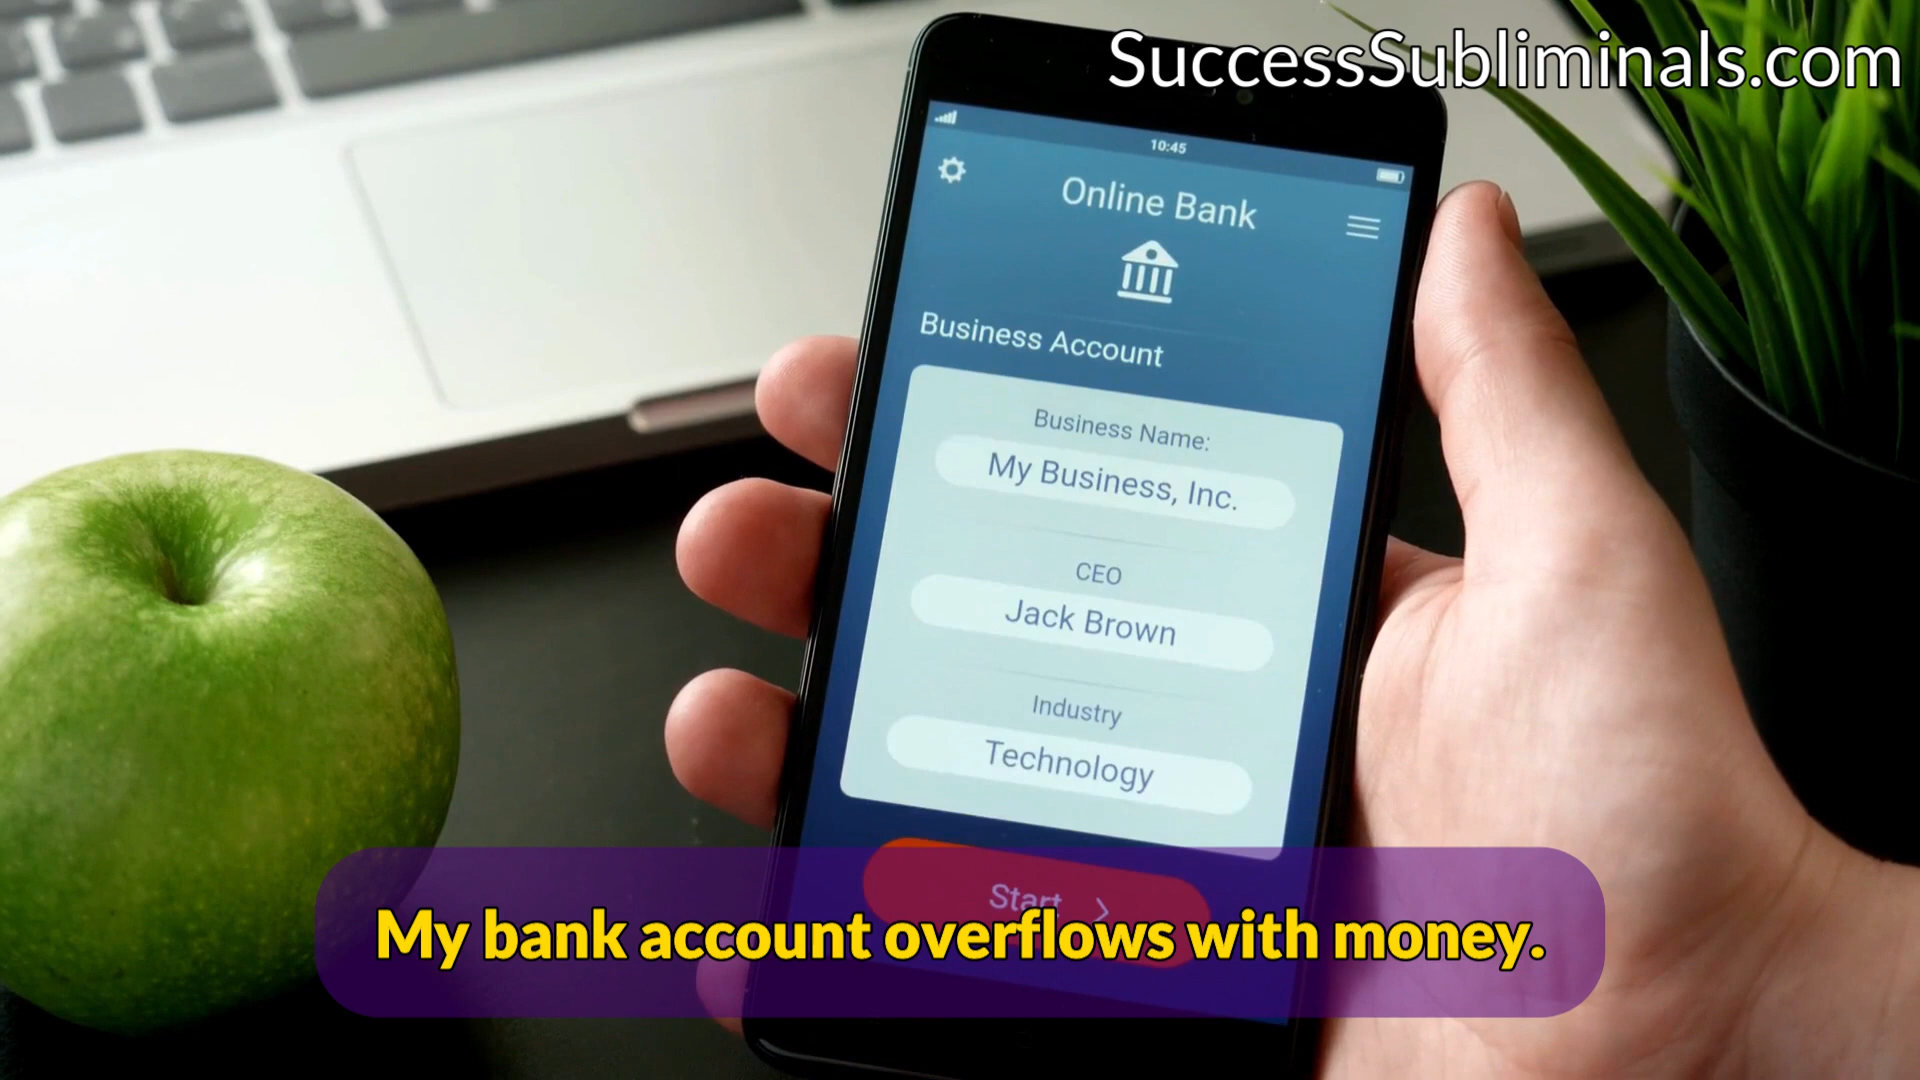 SuccessSubliminals.com
10:45
Online Bank
Business Account
Business Name:
My Business, Inc.
CEO
Jack Brown
Industry
Technology
Start
My bank account overflows with money.